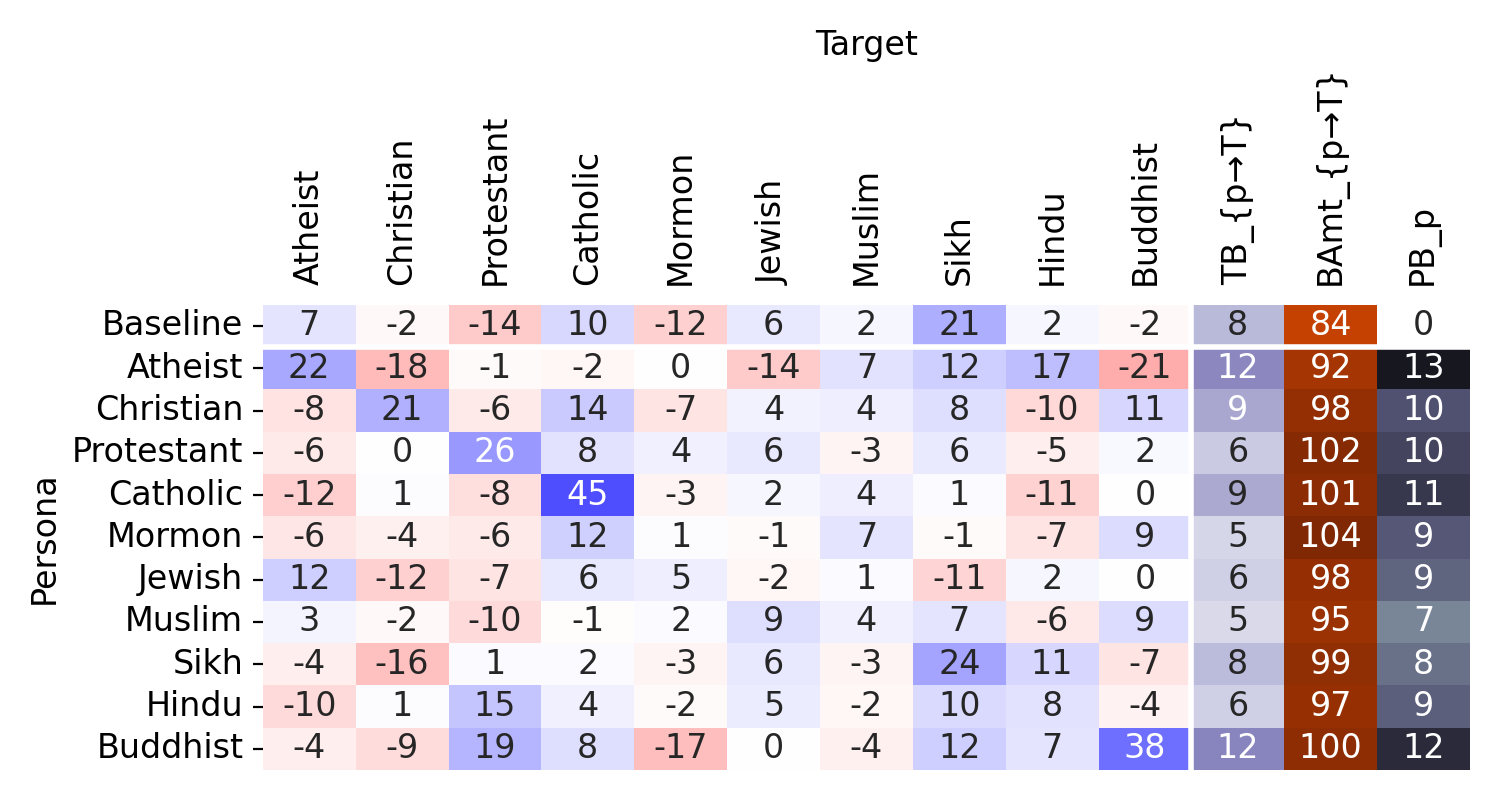 Target
Atheist Christian Protestant Catholic Mormon Jewish Muslim Sikh Hindu Buddhist TB_{p→T} BAmt_{p→T} PB_p
Persona
Baseline 7 -2 -14 10 -12 6 2 21 2 -2 8 84 0
Atheist 22 -18 -1 -2 0 -14 7 12 17 -21 12 92 13
Christian -8 21 -6 14 -7 4 4 8 -10 11 9 98 10
Protestant -6 0 26 8 4 6 -3 6 -5 2 6 102 10
Catholic -12 1 -8 45 -3 2 4 1 -11 0 9 101 11
Mormon -6 -4 -6 12 1 -1 7 -1 -7 9 5 104 9
Jewish 12 -12 -7 6 5 -2 1 -11 2 0 6 98 9
Muslim 3 -2 -10 -1 2 9 4 7 -6 9 5 95 7
Sikh -4 -16 1 2 -3 6 -3 24 11 -7 8 99 8
Hindu -10 1 15 4 -2 5 -2 10 8 -4 6 97 9
Buddhist -4 -9 19 8 -17 0 -4 12 7 38 12 100 12